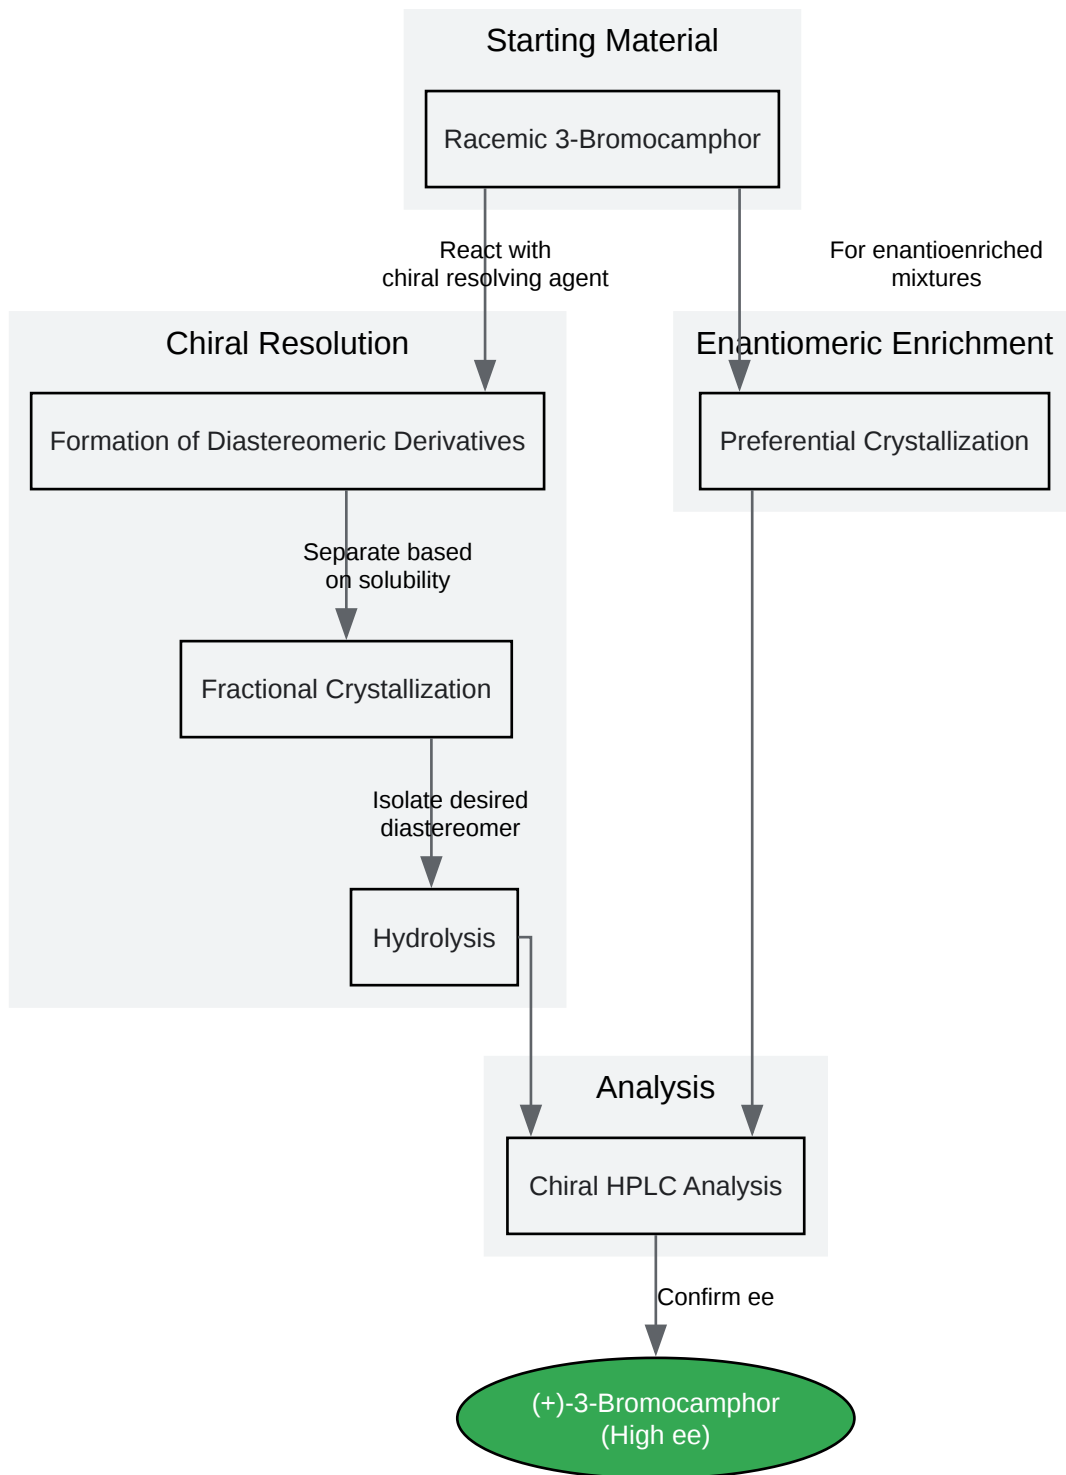 Starting Material
Racemic 3-Bromocamphor
React with
chiral resolving agent
For enantioenriched
mixtures
Chiral Resolution
Enantiomeric Enrichment
Formation of Diastereomeric Derivatives
Preferential Crystallization
Separate based
on solubility
Fractional Crystallization
Isolate desired
diastereomer
Hydrolysis
Analysis
Chiral HPLC Analysis
Confirm ee
(+)-3-Bromocamphor
(High ee)